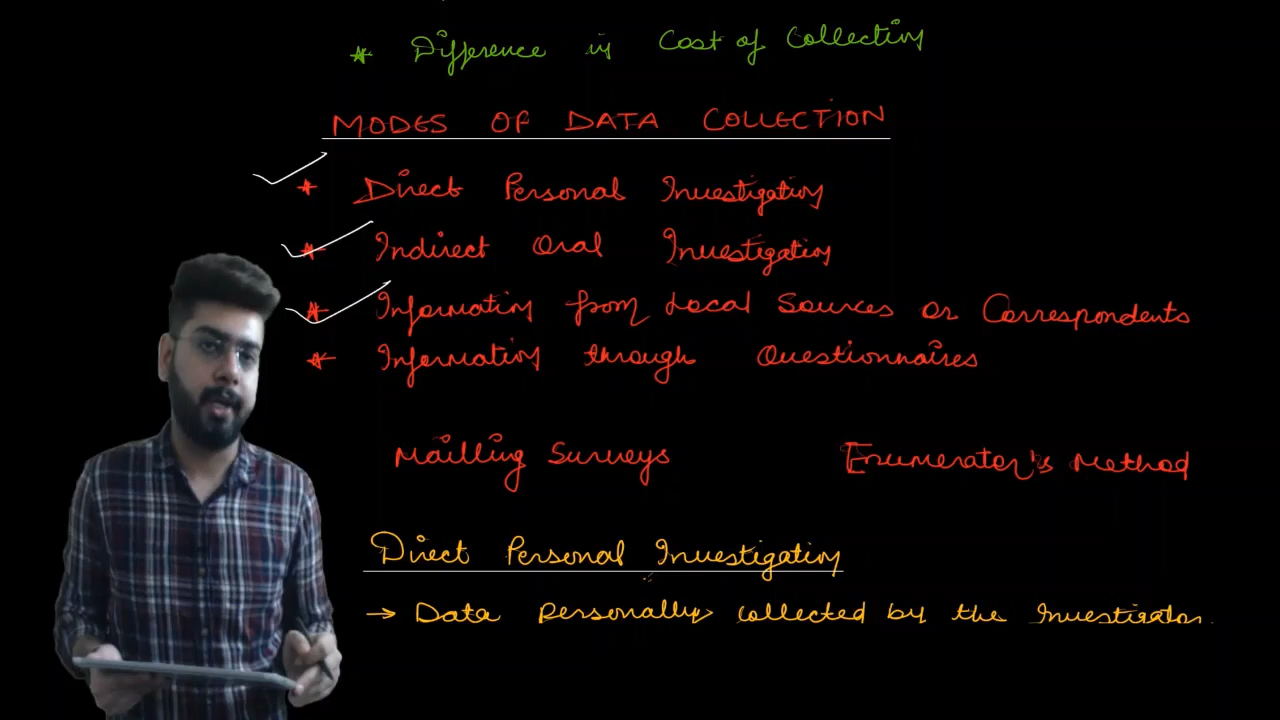 * Difference in Cost of Collection
MODES OF DATA COLLECTION
* Direct Personal Investigation
* Indirect Oral Investigation
* Information from Local Sources or Correspondents
* Information through Questionnaires
Mailling Surveys Enumerator's Method
Direct Personal Investigation
→ Data personally collected by the Investigator.